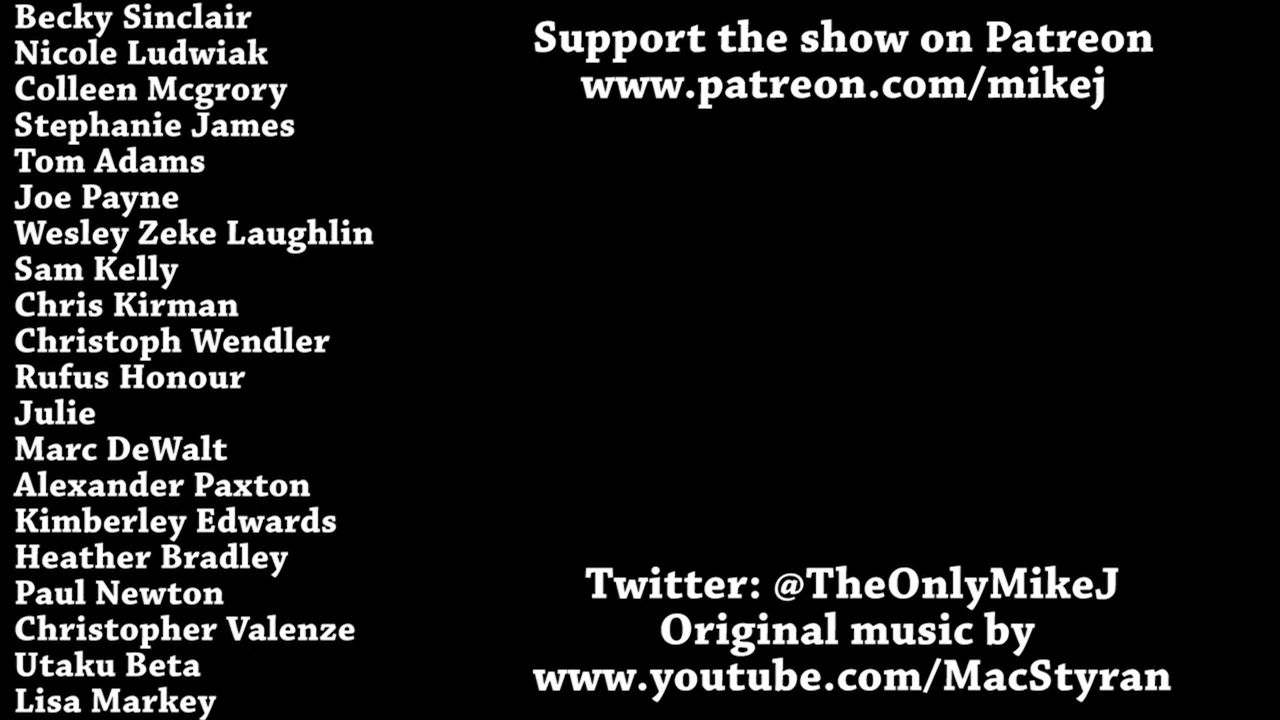 Becky Sinclair
Nicole Ludwiak
Colleen Mcgrory
Stephanie James
Tom Adams
Joe Payne
Wesley Zeke Laughlin
Sam Kelly
Chris Kirman
Christoph Wendler
Rufus Honour
Julie
Marc DeWalt
Alexander Paxton
Kimberley Edwards
Heather Bradley
Paul Newton
Christopher Valenze
Utaku Beta
Lisa Markey
Support the show on Patreon
www.patreon.com/mikej
Twitter: @TheOnlyMikeJ
Original music by
www.youtube.com/MacStyran